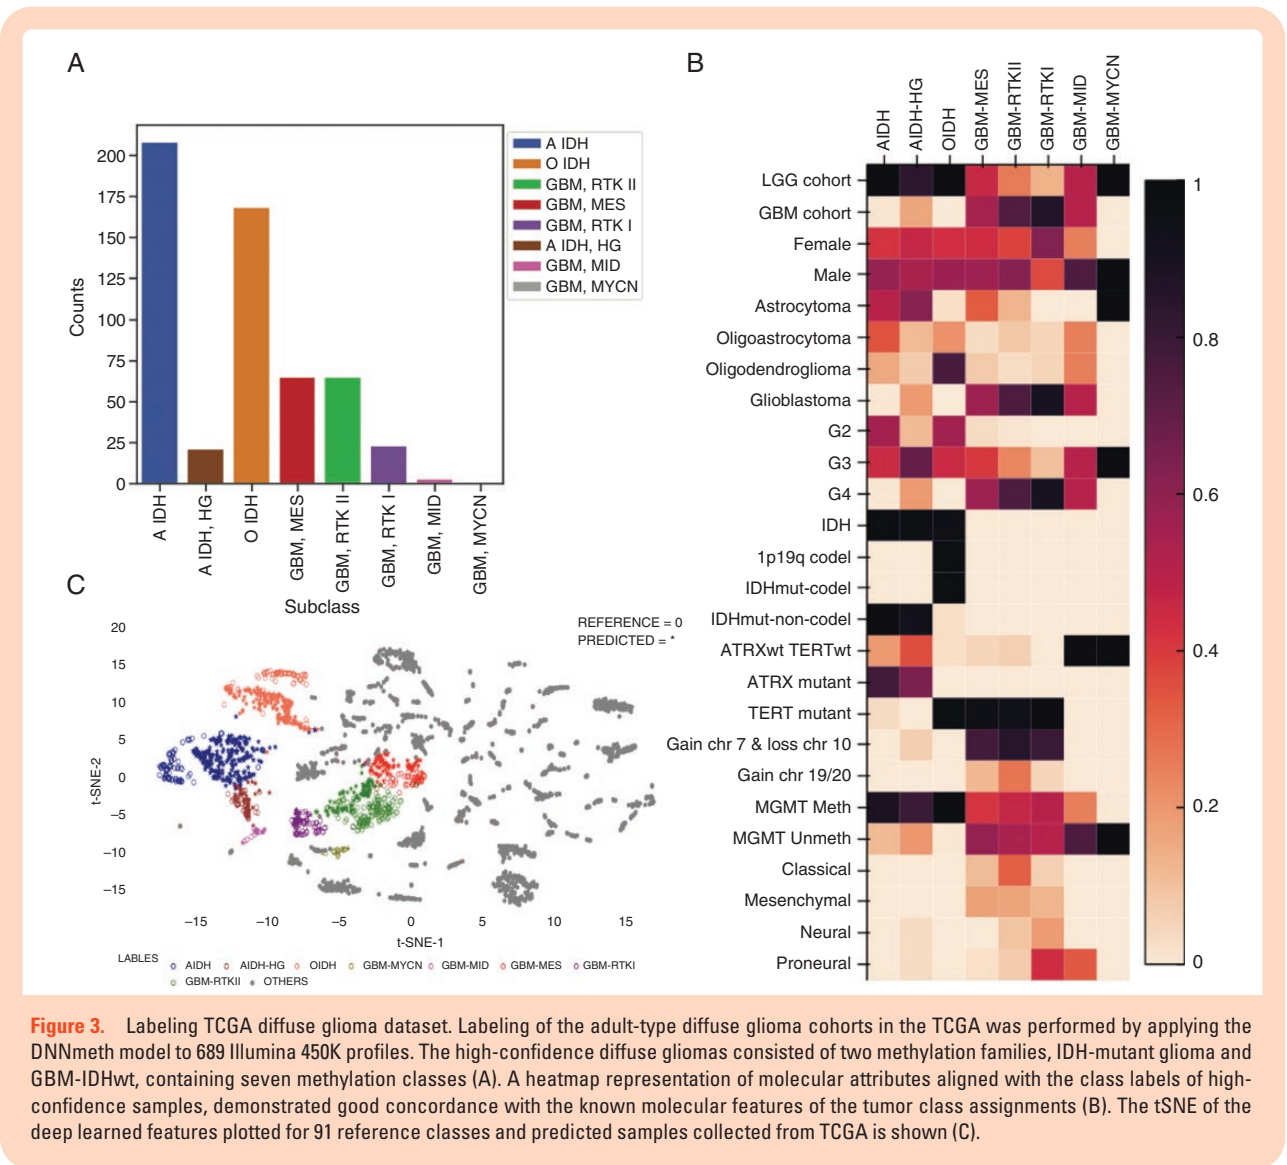 A
200
175
150
125
100
75
50
25
0
Counts
A IDH
A IDH, HG
O IDH
GBM, MES
GBM, RTK II
GBM, RTK I
GBM, MID
GBM, MYCN
Subclass
A IDH
O IDH
GBM, RTK II
GBM, MES
GBM, RTK I
A IDH, HG
GBM, MID
GBM, MYCN
B
AIDH
AIDH-HG
OIDH
GBM-MES
GBM-RTKII
GBM-RTKI
GBM-MID
GBM-MYCN
LGG cohort
GBM cohort
Female
Male
Astrocytoma
Oligoastrocytoma
Oligodendroglioma
Glioblastoma
G2
G3
G4
IDH
1p19q codel
IDHmut-codel
IDHmut-non-codel
ATRXwt TERTwt
ATRX mutant
TERT mutant
Gain chr 7 & loss chr 10
Gain chr 19/20
MGMT Meth
MGMT Unmeth
Classical
Mesenchymal
Neural
Proneural
1
0.8
0.6
0.4
0.2
0
C
REFERENCE = 0
PREDICTED = *
20
15
10
5
0
−5
−10
−15
t-SNE-2
−15 −10 −5 0 5 10 15
t-SNE-1
LABLES AIDH AIDH-HG OIDH GBM-MYCN GBM-MID GBM-MES GBM-RTKI
GBM-RTKII OTHERS
Figure 3. Labeling TCGA diffuse glioma dataset. Labeling of the adult-type diffuse glioma cohorts in the TCGA was performed by applying the
DNNmeth model to 689 Illumina 450K profiles. The high-confidence diffuse gliomas consisted of two methylation families, IDH-mutant glioma and
GBM-IDHwt, containing seven methylation classes (A). A heatmap representation of molecular attributes aligned with the class labels of high-
confidence samples, demonstrated good concordance with the known molecular features of the tumor class assignments (B). The tSNE of the
deep learned features plotted for 91 reference classes and predicted samples collected from TCGA is shown (C).